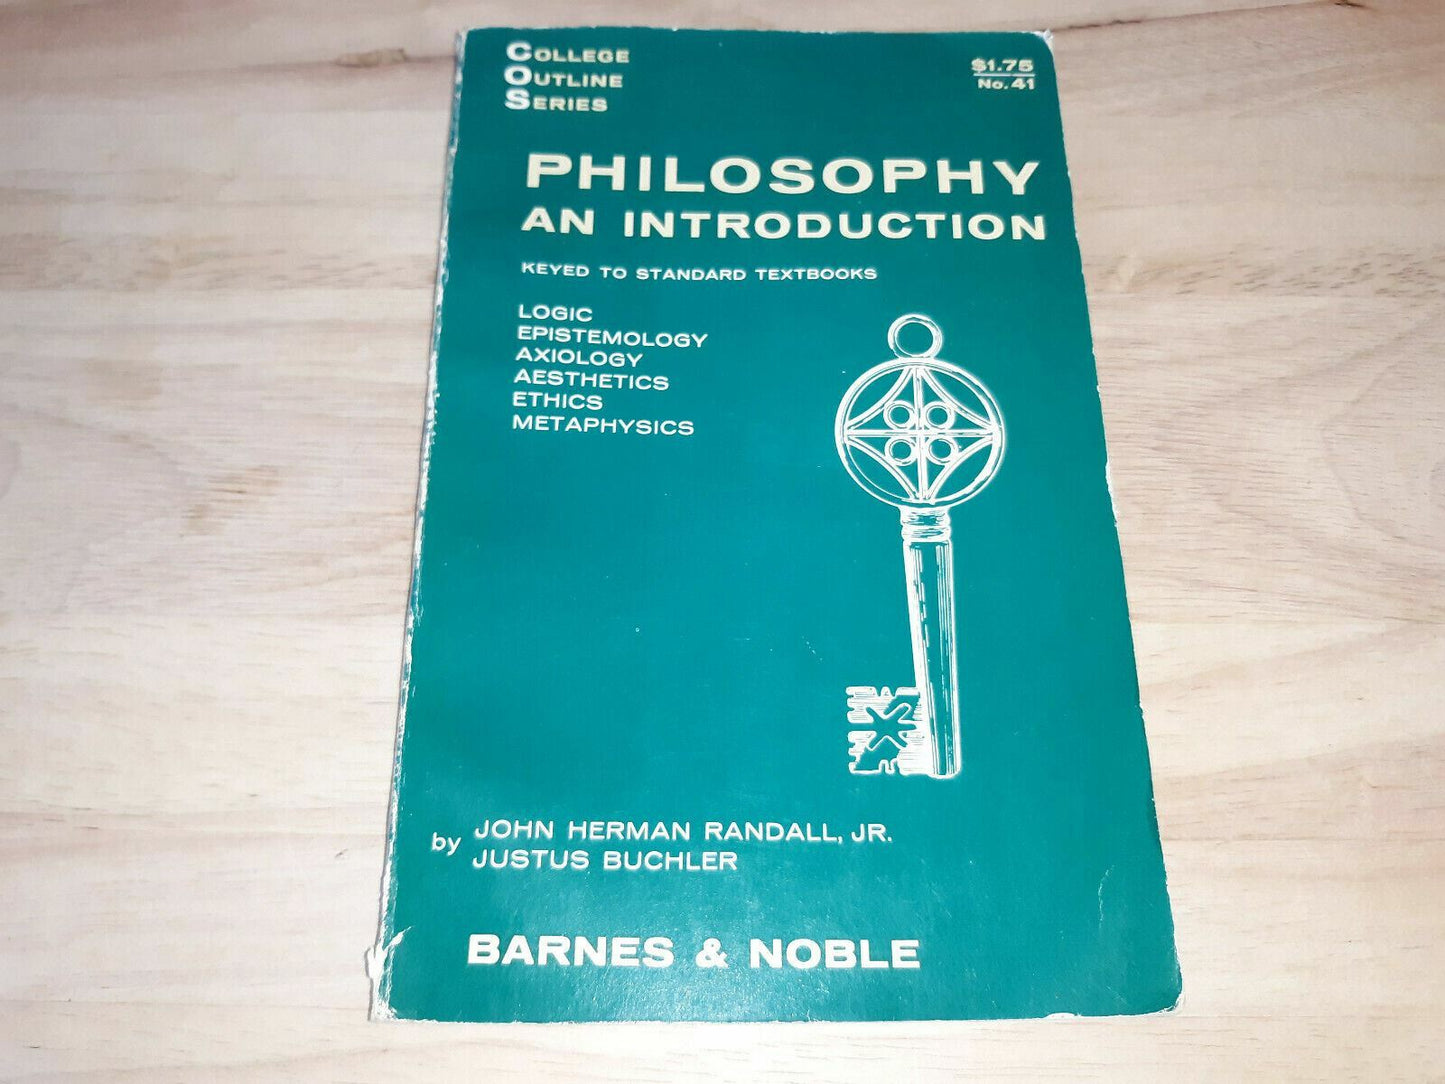 COLLEGE
OUTLINE
SERIES
$1.75
No. 41
PHILOSOPHY
AN INTRODUCTION
KEYED TO STANDARD TEXTBOOKS
LOGIC
EPISTEMOLOGY
AXIOLOGY
AESTHETICS
ETHICS
METAPHYSICS
by JOHN HERMAN RANDALL, JR.
JUSTUS BUCHLER
BARNES & NOBLE